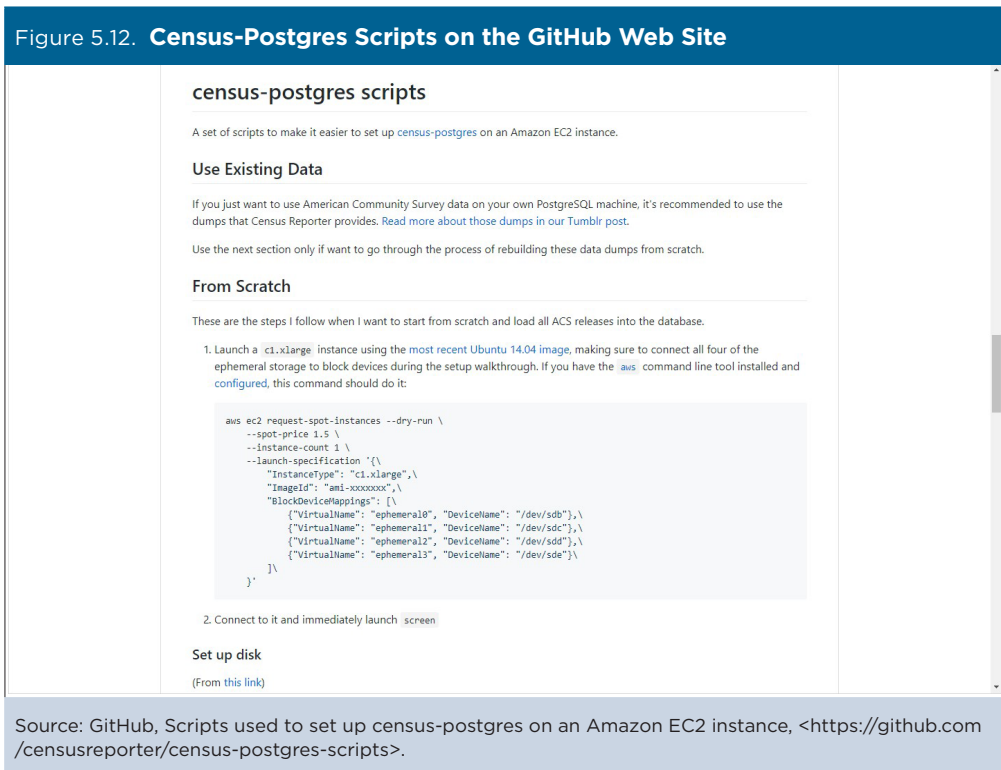 Figure 5.12. Census-Postgres Scripts on the GitHub Web Site
census-postgres scripts
A set of scripts to make it easier to set up census-postgres on an Amazon EC2 instance.
Use Existing Data
If you just want to use American Community Survey data on your own PostgreSQL machine, it's recommended to use the
dumps that Census Reporter provides. Read more about those dumps in our Tumblr post.
Use the next section only if want to go through the process of rebuilding these data dumps from scratch.
From Scratch
These are the steps I follow when I want to start from scratch and load all ACS releases into the database.
1. Launch a c1.xlarge instance using the most recent Ubuntu 14.04 image, making sure to connect all four of the
ephemeral storage to block devices during the setup walkthrough. If you have the aws command line tool installed and
configured, this command should do it:
aws ec2 request-spot-instances --dry-run \
--spot-price 1.5 \
--instance-count 1 \
--launch-specification '{\
"InstanceType": "c1.xlarge",\
"ImageId": "ami-xxxxxxx",\
"BlockDeviceMappings": [\
{"VirtualName": "ephemeral0", "DeviceName": "/dev/sdb"},\
{"VirtualName": "ephemeral1", "DeviceName": "/dev/sdc"},\
{"VirtualName": "ephemeral2", "DeviceName": "/dev/sdd"},\
{"VirtualName": "ephemeral3", "DeviceName": "/dev/sde"}\
]\
}'
2. Connect to it and immediately launch screen
Set up disk
(From this link)
Source: GitHub, Scripts used to set up census-postgres on an Amazon EC2 instance, <https://github.com
/censusreporter/census-postgres-scripts>.